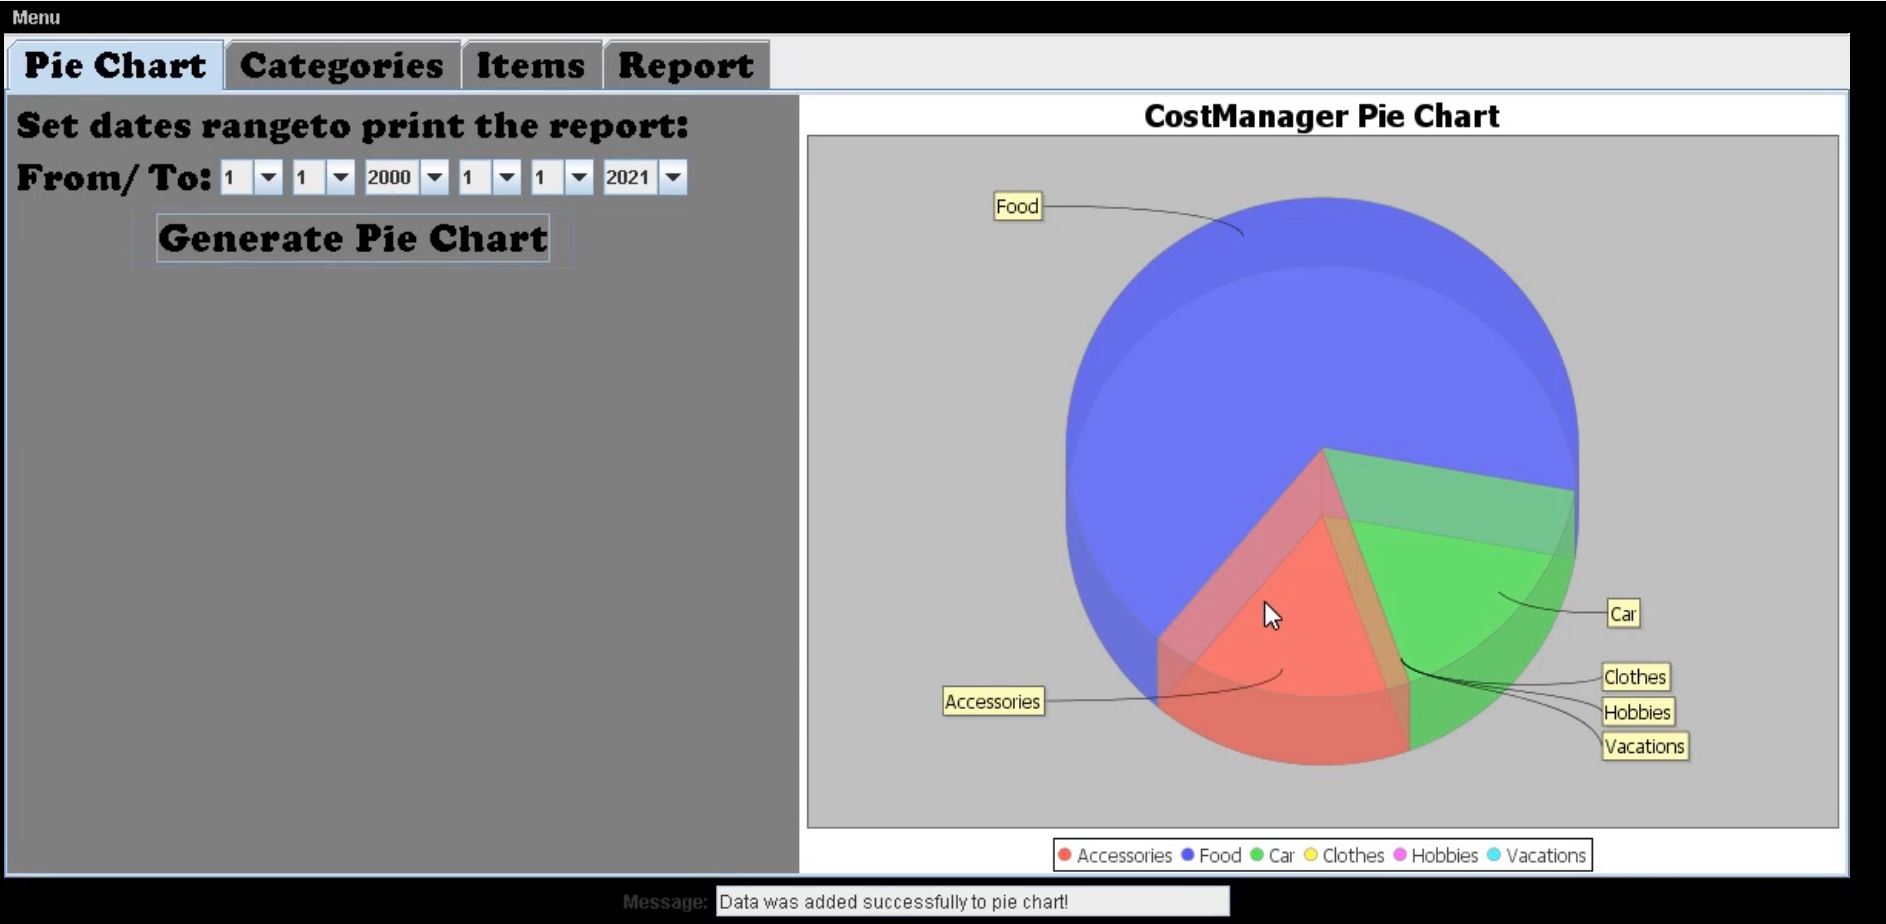 Menu
Pie Chart Categories Items Report
Set dates rangeto print the report:
From/ To: 1 1 2000 1 1 2021
Generate Pie Chart
CostManager Pie Chart
Food
Car
Clothes
Accessories
Hobbies
Vacations
Accessories Food Car Clothes Hobbies Vacations
Message: Data was added successfully to pie chart!